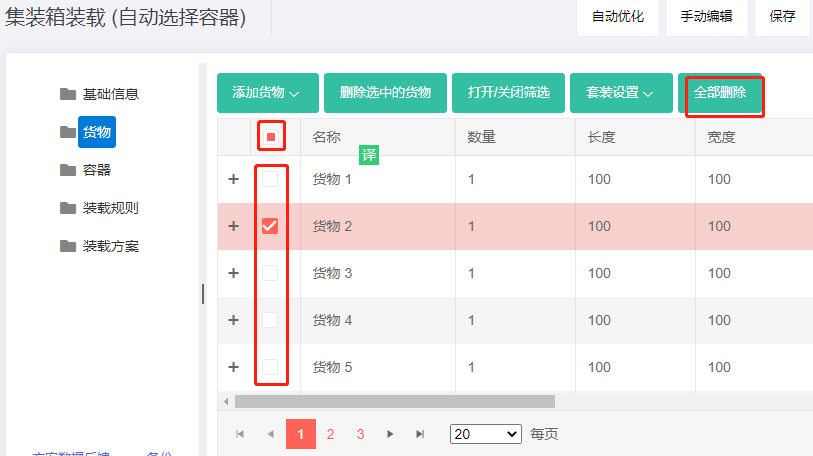 集装箱装载 (自动选择容器)
自动优化 手动编辑 保存
基础信息
货物
容器
装载规则
装载方案
添加货物 删除选中的货物 打开/关闭筛选 套装设置 全部删除
名称 数量 长度 宽度
译
+ 货物 1 1 100 100
+ 货物 2 1 100 100
+ 货物 3 1 100 100
+ 货物 4 1 100 100
+ 货物 5 1 100 100
1 2 3 20 每页